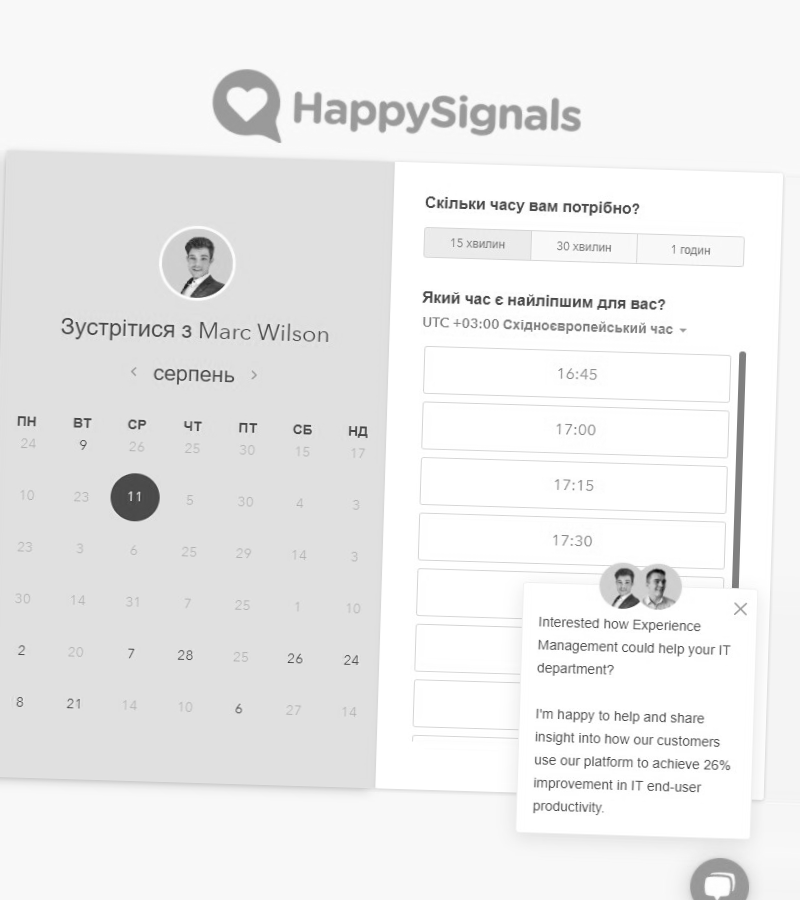 HappySignals
Зустрітися з Marc Wilson
серпень
ПН ВТ СР ЧТ ПТ СБ НД
24 9 26 25 30 15 17
10 23 11 5 30 4 3
23 3 6 25 29 14 3
30 14 31 7 25 1 10
2 20 7 28 25 26 24
8 21 14 10 6 27 14
Скільки часу вам потрібно?
15 хвилин 30 хвилин 1 годин
Який час є найліпшим для вас?
UTC +03:00 Східноєвропейський час
16:45
17:00
17:15
17:30
Interested how Experience
Management could help your IT
department?
I'm happy to help and share
insight into how our customers
use our platform to achieve 26%
improvement in IT end-user
productivity.